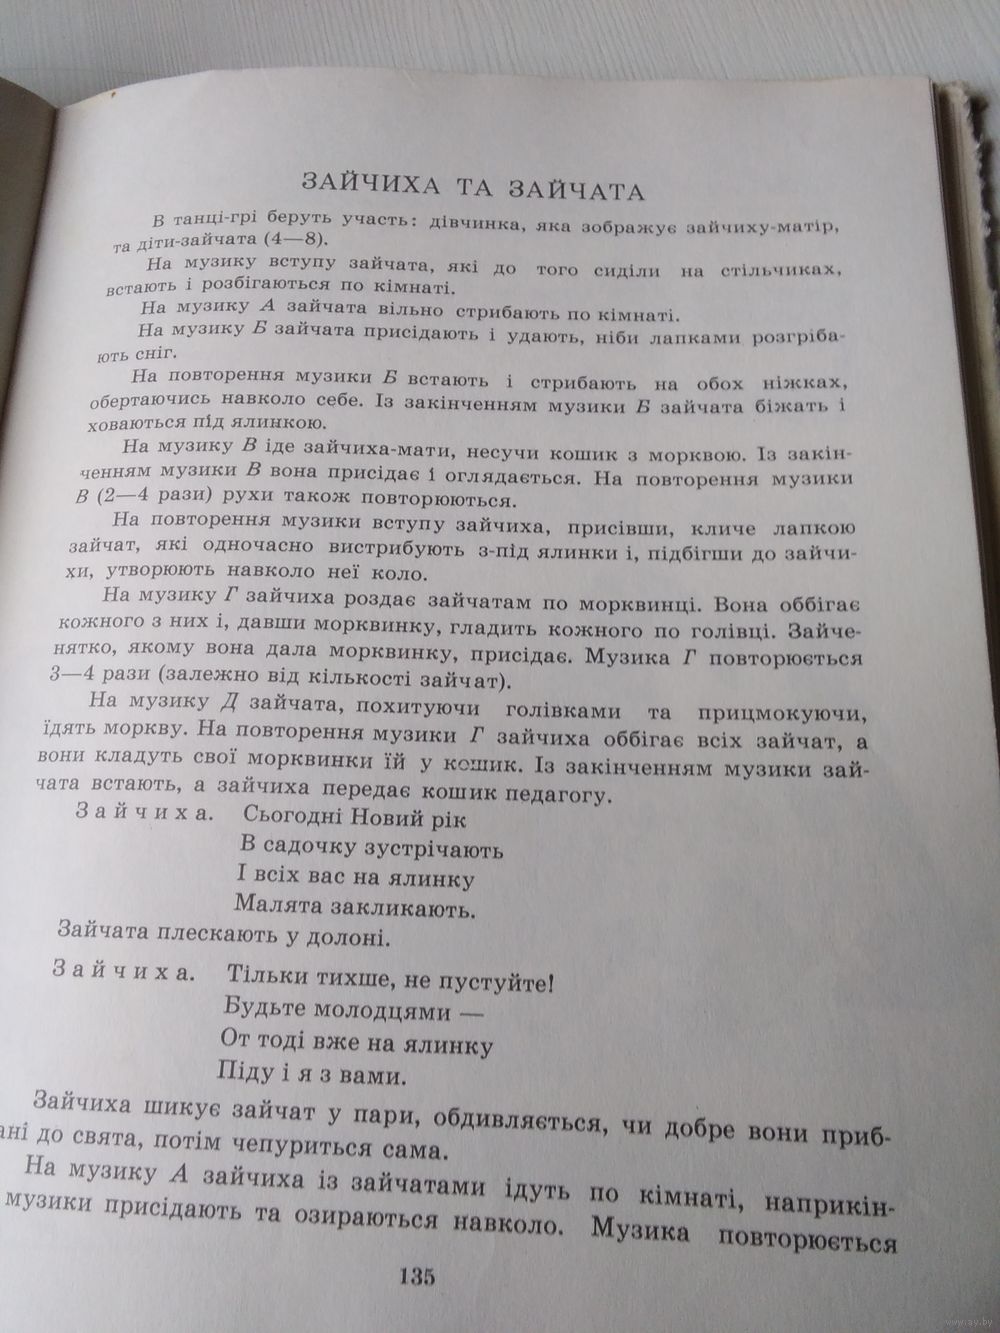 ЗАЙЧИХА ТА ЗАЙЧАТА
В танці-грі беруть участь: дівчинка, яка зображує зайчиху-матір,
та діти-зайчата (4—8).
На музику вступу зайчата, які до того сиділи на стільчиках,
встають і розбігаються по кімнаті.
На музику А зайчата вільно стрибають по кімнаті.
На музику Б зайчата присідають і удають, ніби лапками розгріба-
ють сніг.
На повторення музики Б встають і стрибають на обох ніжках,
обертаючись навколо себе. Із закінченням музики Б зайчата біжать і
ховаються під ялинкою.
На музику В іде зайчиха-мати, несучи кошик з морквою. Із закін-
ченням музики В вона присідає і оглядається. На повторення музики
В (2—4 рази) рухи також повторюються.
На повторення музики вступу зайчиха, присівши, кличе лапкою
зайчат, які одночасно вистрибують з-під ялинки і, підбігши до зайчи-
хи, утворюють навколо неї коло.
На музику Г зайчиха роздає зайчатам по морквинці. Вона оббігає
кожного з них і, давши морквинку, гладить кожного по голівці. Зайче-
нятко, якому вона дала морквинку, присідає. Музика Г повторюється
3—4 рази (залежно від кількості зайчат).
На музику Д зайчата, похитуючи голівками та прицмокуючи,
їдять моркву. На повторення музики Г зайчиха оббігає всіх зайчат, а
вони кладуть свої морквинки їй у кошик. Із закінченням музики зай-
чата встають, а зайчиха передає кошик педагогу.
Зайчиха. Сьогодні Новий рік
В садочку зустрічають
І всіх вас на ялинку
Малята закликають.
Зайчата плескають у долоні.
Зайчиха. Тільки тихше, не пустуйте!
Будьте молодцями —
От тоді вже на ялинку
Піду і я з вами.
Зайчиха шикує зайчат у пари, обдивляється, чи добре вони приб-
ані до свята, потім чепуриться сама.
На музику А зайчиха із зайчатами ідуть по кімнаті, наприкін-
музики присідають та озираються навколо. Музика повторюється
135
www.ay.by